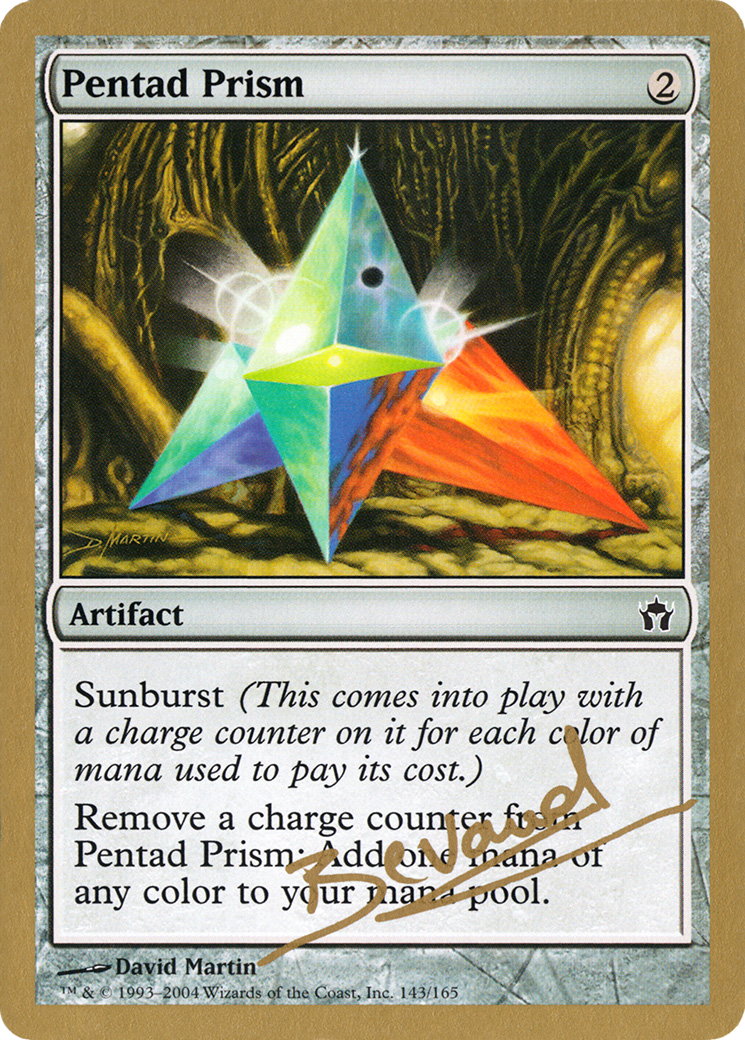 Pentad Prism 2
D. MARTIN
Artifact
Sunburst (This comes into play with
a charge counter on it for each color of
mana used to pay its cost.)
Remove a charge counter from
Pentad Prism: Add one mana of
any color to your mana pool.
Bevand
David Martin
™ & © 1993–2004 Wizards of the Coast, Inc. 143/165